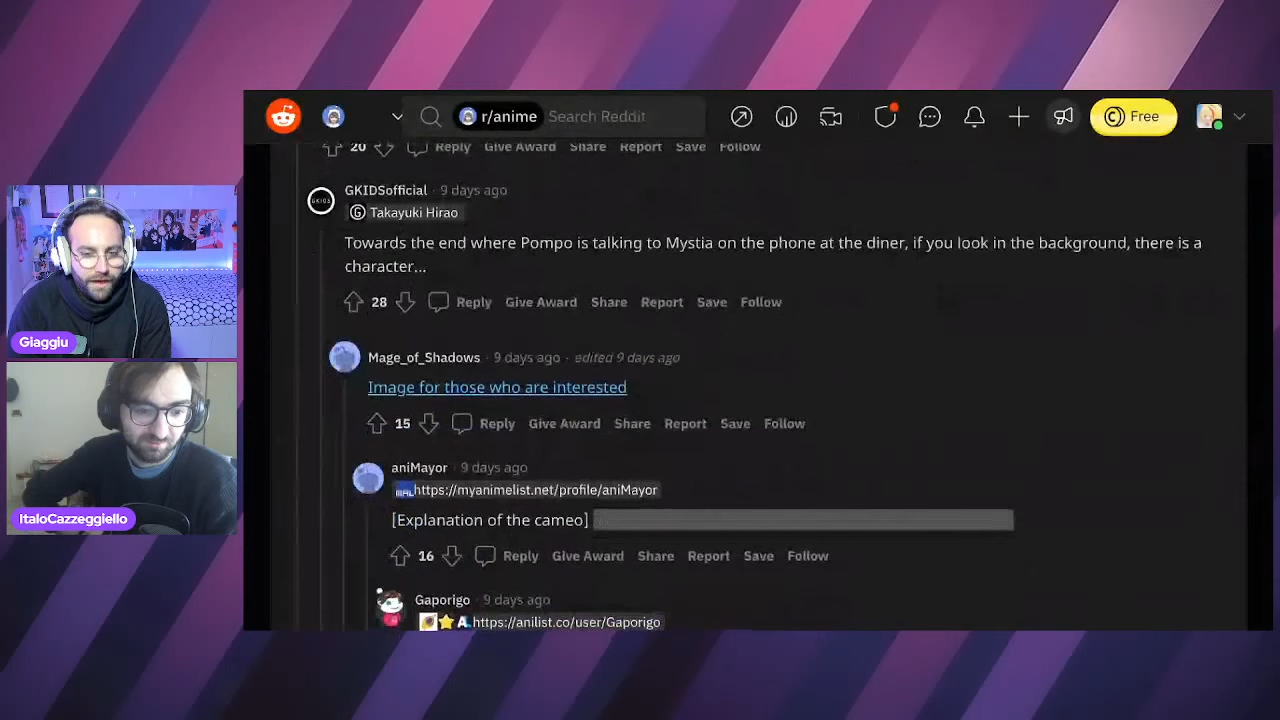 r/anime Search Reddit Free
20 Reply Give Award Share Report Save Follow
GKIDSofficial · 9 days ago
GKIDS G Takayuki Hirao
Towards the end where Pompo is talking to Mystia on the phone at the diner, if you look in the background, there is a
character...
28 Reply Give Award Share Report Save Follow
Giaggiu
Mage_of_Shadows · 9 days ago · edited 9 days ago
Image for those who are interested
15 Reply Give Award Share Report Save Follow
aniMayor · 9 days ago
MAL https://myanimelist.net/profile/aniMayor
ItaloCazzeggiello
[Explanation of the cameo]
16 Reply Give Award Share Report Save Follow
Gaporigo · 9 days ago
A https://anilist.co/user/Gaporigo